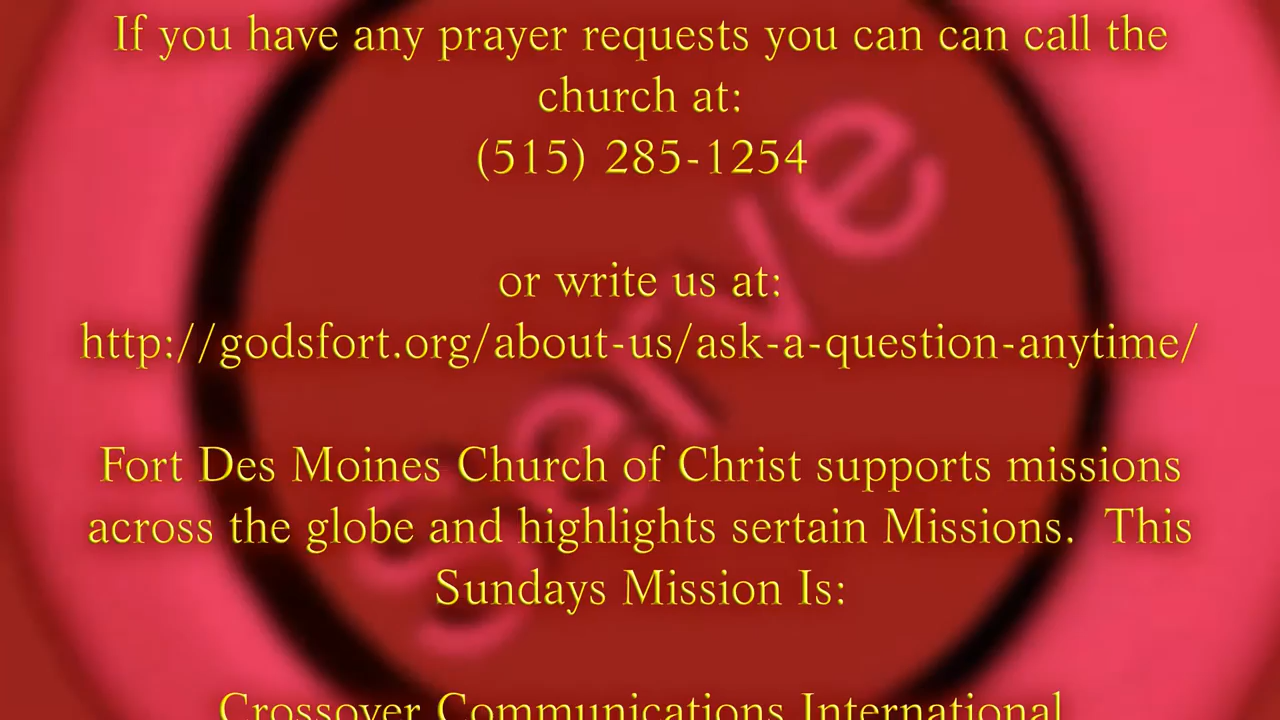 If you have any prayer requests you can can call the
church at:
(515) 285-1254
or write us at:
http://godsfort.org/about-us/ask-a-question-anytime/
Fort Des Moines Church of Christ supports missions
across the globe and highlights sertain Missions.  This
Sundays Mission Is:
Crossover Communications International
serve